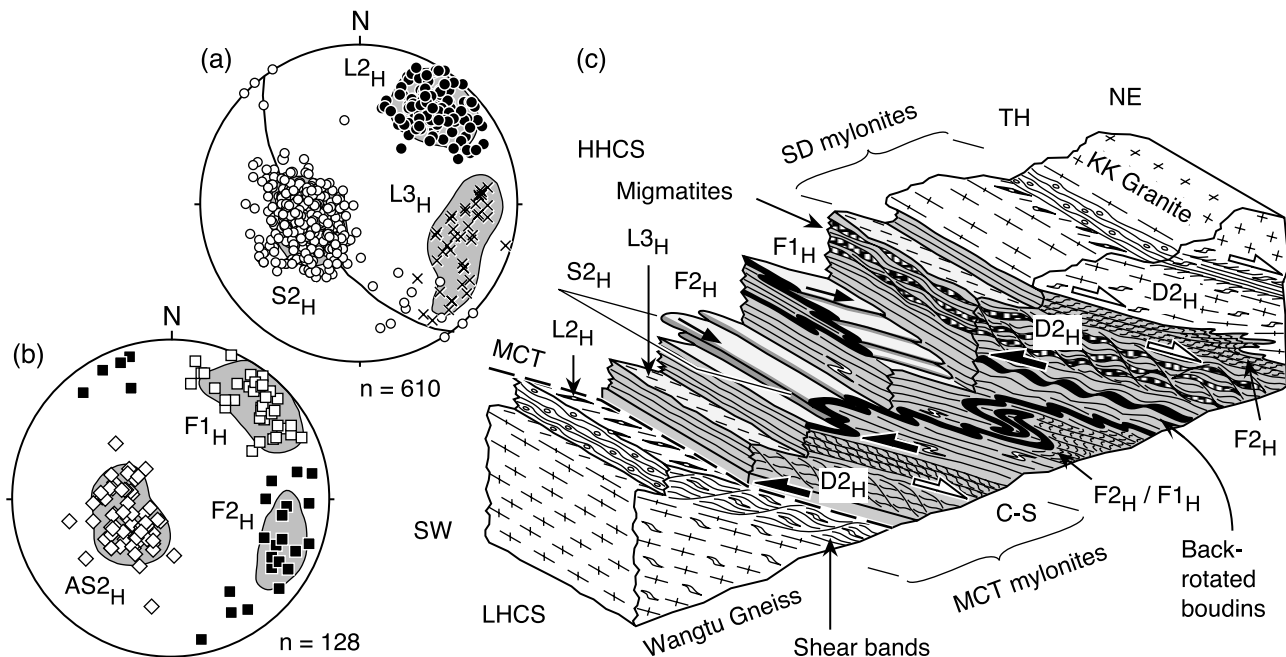 (a)
N
L2H
L3H
S2H
n = 610
(b)
N
F1H
F2H
AS2H
n = 128
(c)
NE
TH
SD mylonites
HHCS
KK Granite
Migmatites
L3H
F1H
S2H
F2H
D2H
L2H
MCT
D2H
F2H
D2H
F2H / F1H
C-S
SW
MCT mylonites
Back-
rotated
boudins
LHCS
Wangtu Gneiss
Shear bands